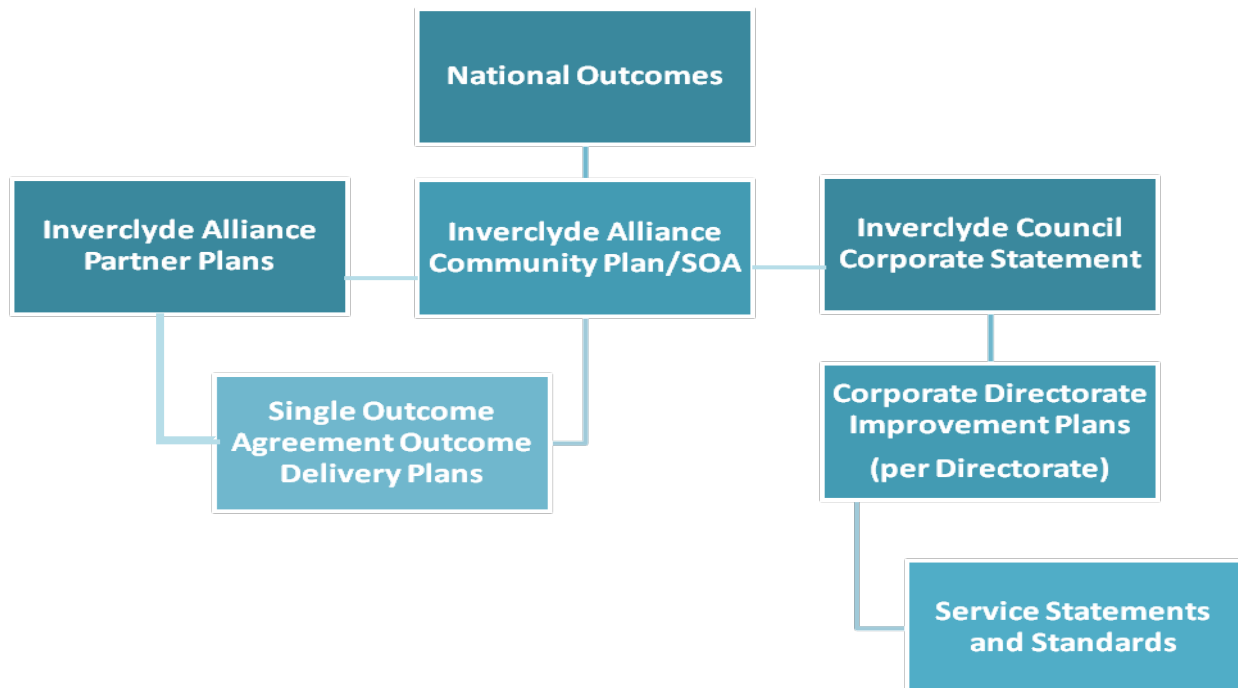 National Outcomes
Inverclyde Alliance
Partner Plans
Inverclyde Alliance
Community Plan/SOA
Inverclyde Council
Corporate Statement
Single Outcome
Agreement Outcome
Delivery Plans
Corporate Directorate
Improvement Plans
(per Directorate)
Service Statements
and Standards